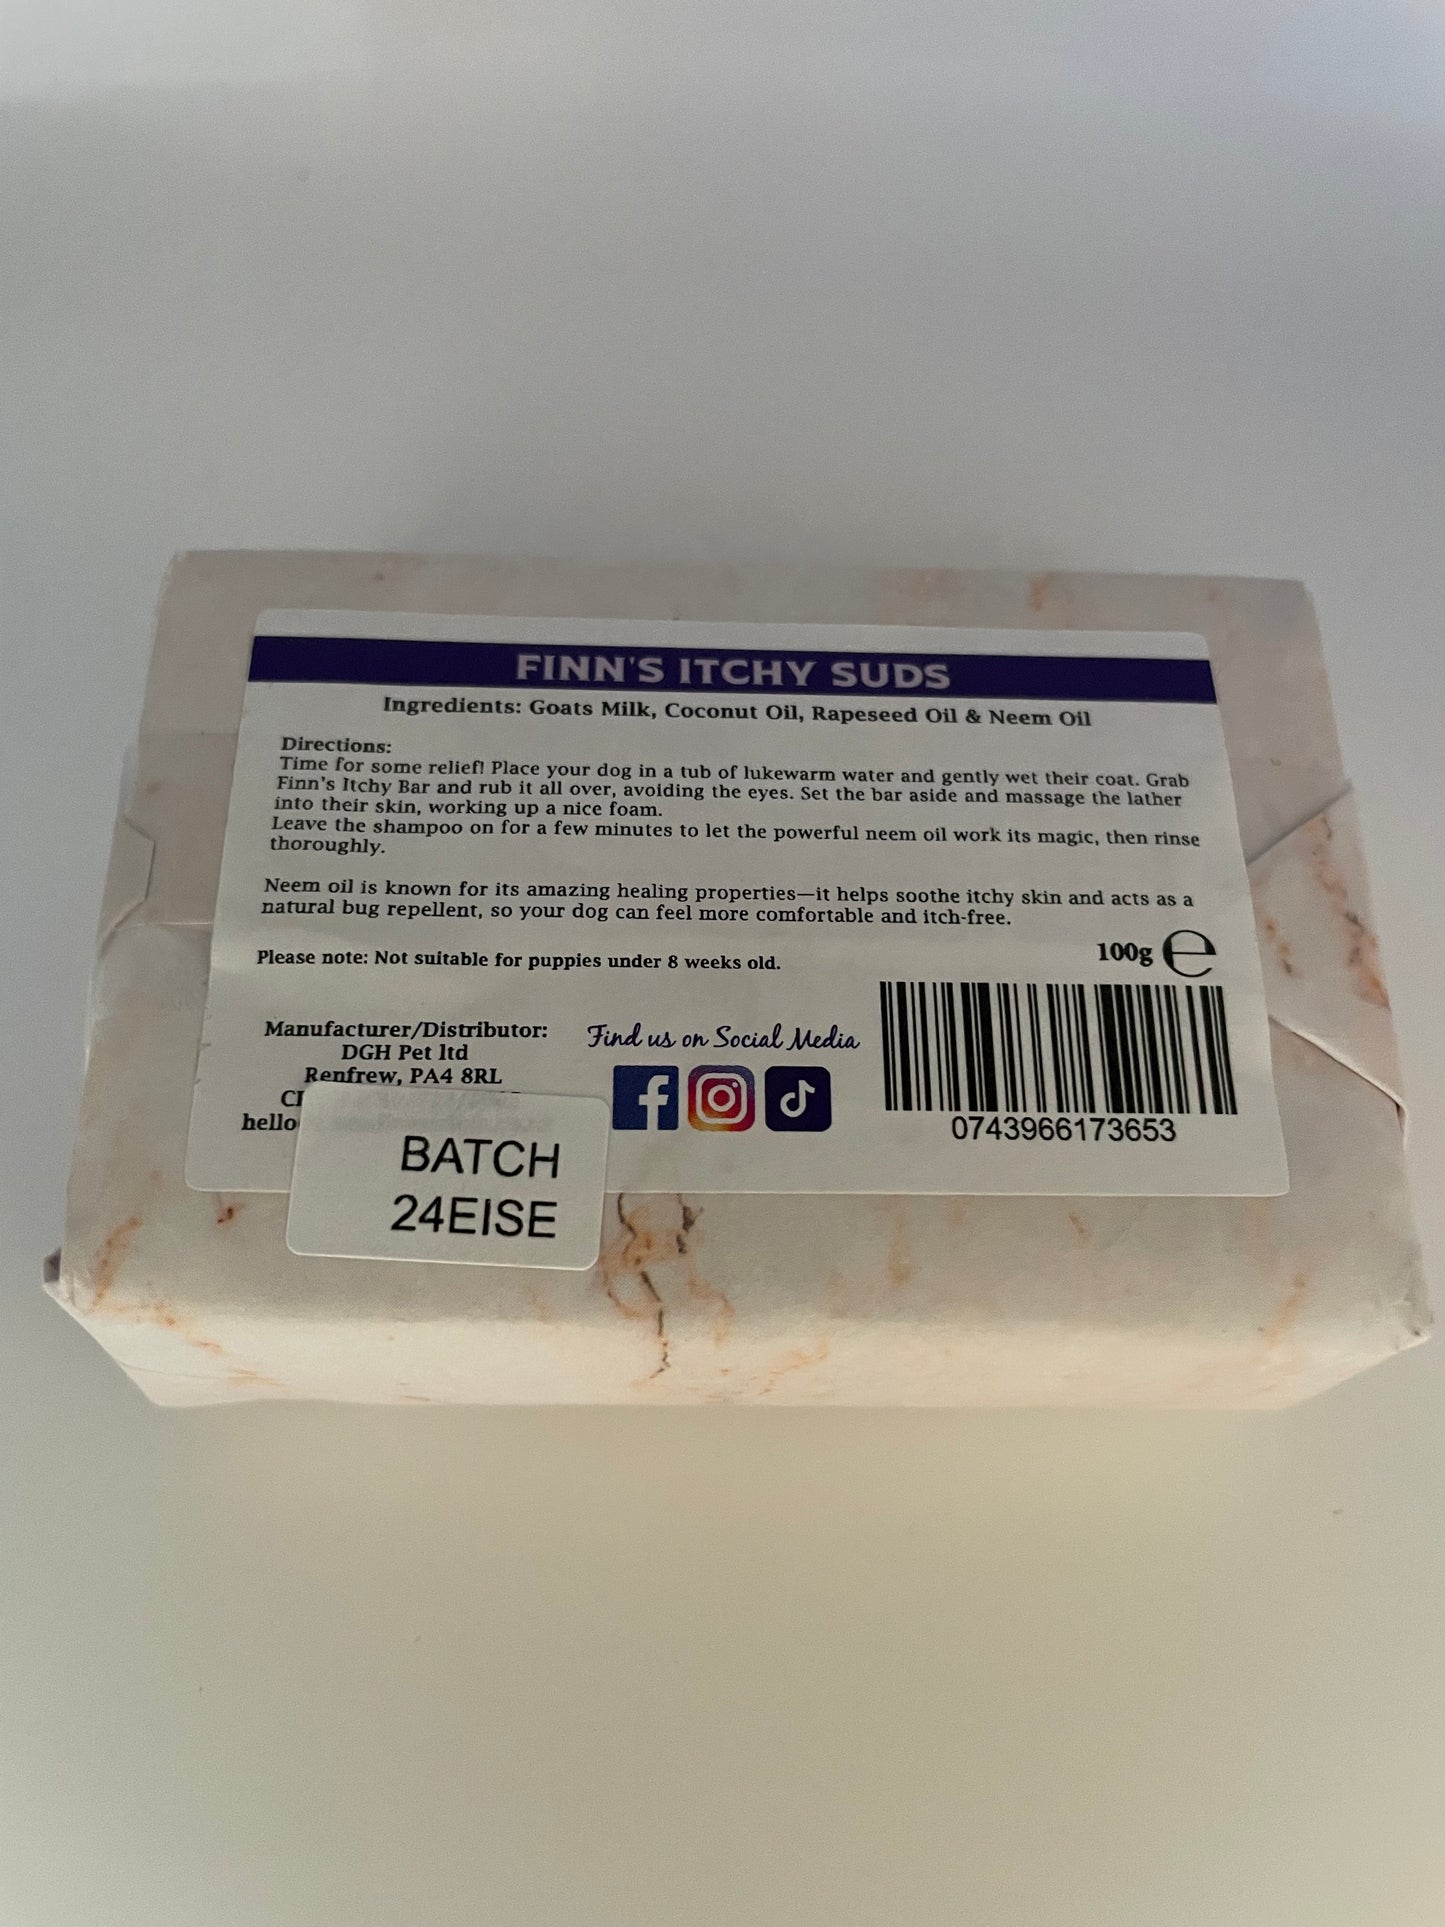 FINN'S ITCHY SUDS
Ingredients: Goats Milk, Coconut Oil, Rapeseed Oil & Neem Oil
Directions:
Time for some relief! Place your dog in a tub of lukewarm water and gently wet their coat. Grab
Finn's Itchy Bar and rub it all over, avoiding the eyes. Set the bar aside and massage the lather
into their skin, working up a nice foam.
Leave the shampoo on for a few minutes to let the powerful neem oil work its magic, then rinse
thoroughly.
Neem oil is known for its amazing healing properties—it helps soothe itchy skin and acts as a
natural bug repellent, so your dog can feel more comfortable and itch-free.
Please note: Not suitable for puppies under 8 weeks old.
100g ℮
Manufacturer/Distributor:
DGH Pet ltd
Renfrew, PA4 8RL
hello
Find us on Social Media
0743966173653
BATCH
24EISE